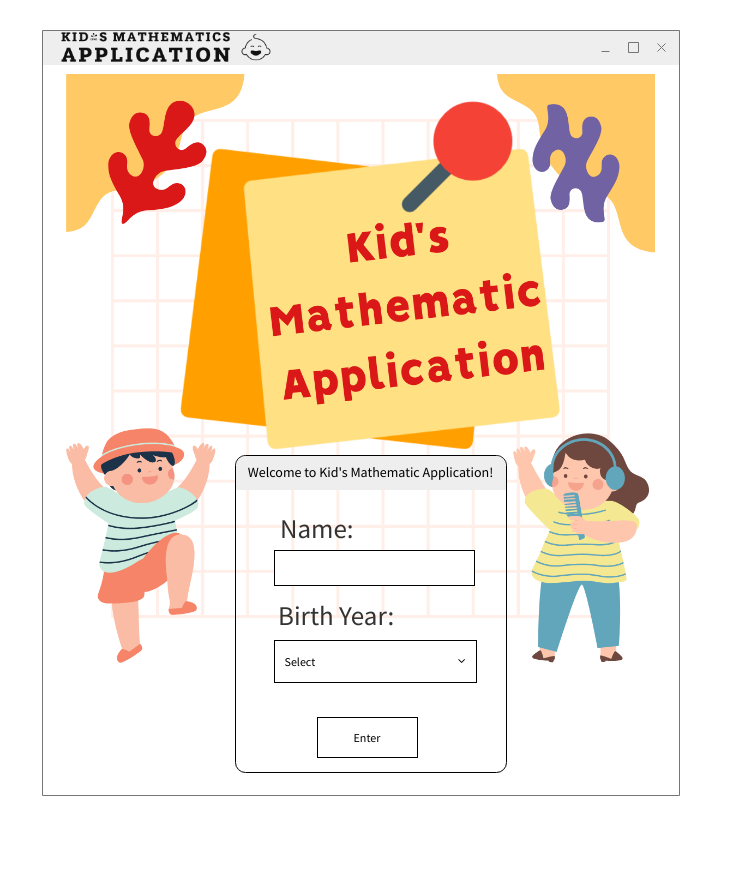 KID'S MATHEMATICS
APPLICATION
Kid's
Mathematic
Application
Welcome to Kid's Mathematic Application!
Name:
Birth Year:
Select
Enter